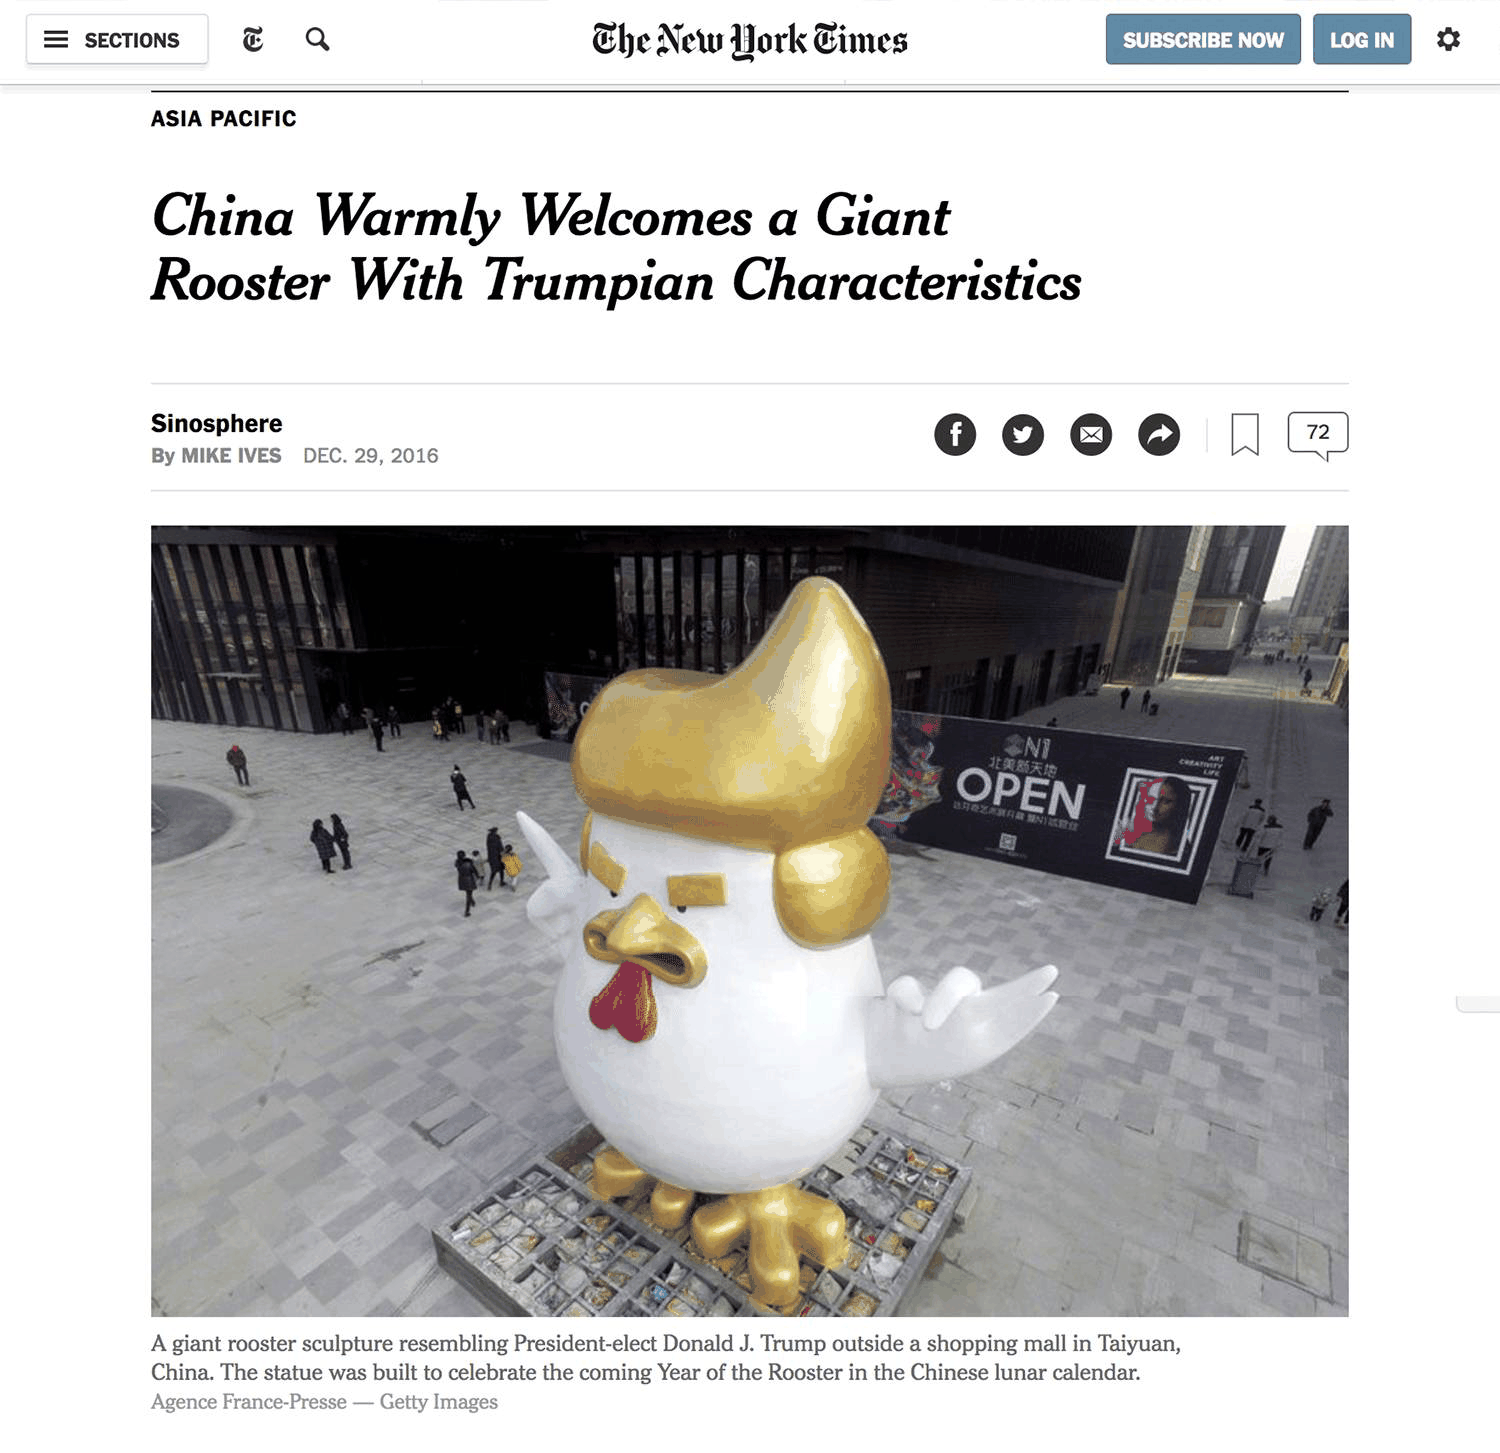 SECTIONS
The New York Times
SUBSCRIBE NOW
LOG IN
ASIA PACIFIC
China Warmly Welcomes a Giant
Rooster With Trumpian Characteristics
Sinosphere
By MIKE IVES DEC. 29, 2016
72
N1
北美新天地
OPEN
ART
CREATIVITY
LIFE
A giant rooster sculpture resembling President-elect Donald J. Trump outside a shopping mall in Taiyuan,
China. The statue was built to celebrate the coming Year of the Rooster in the Chinese lunar calendar.
Agence France-Presse — Getty Images